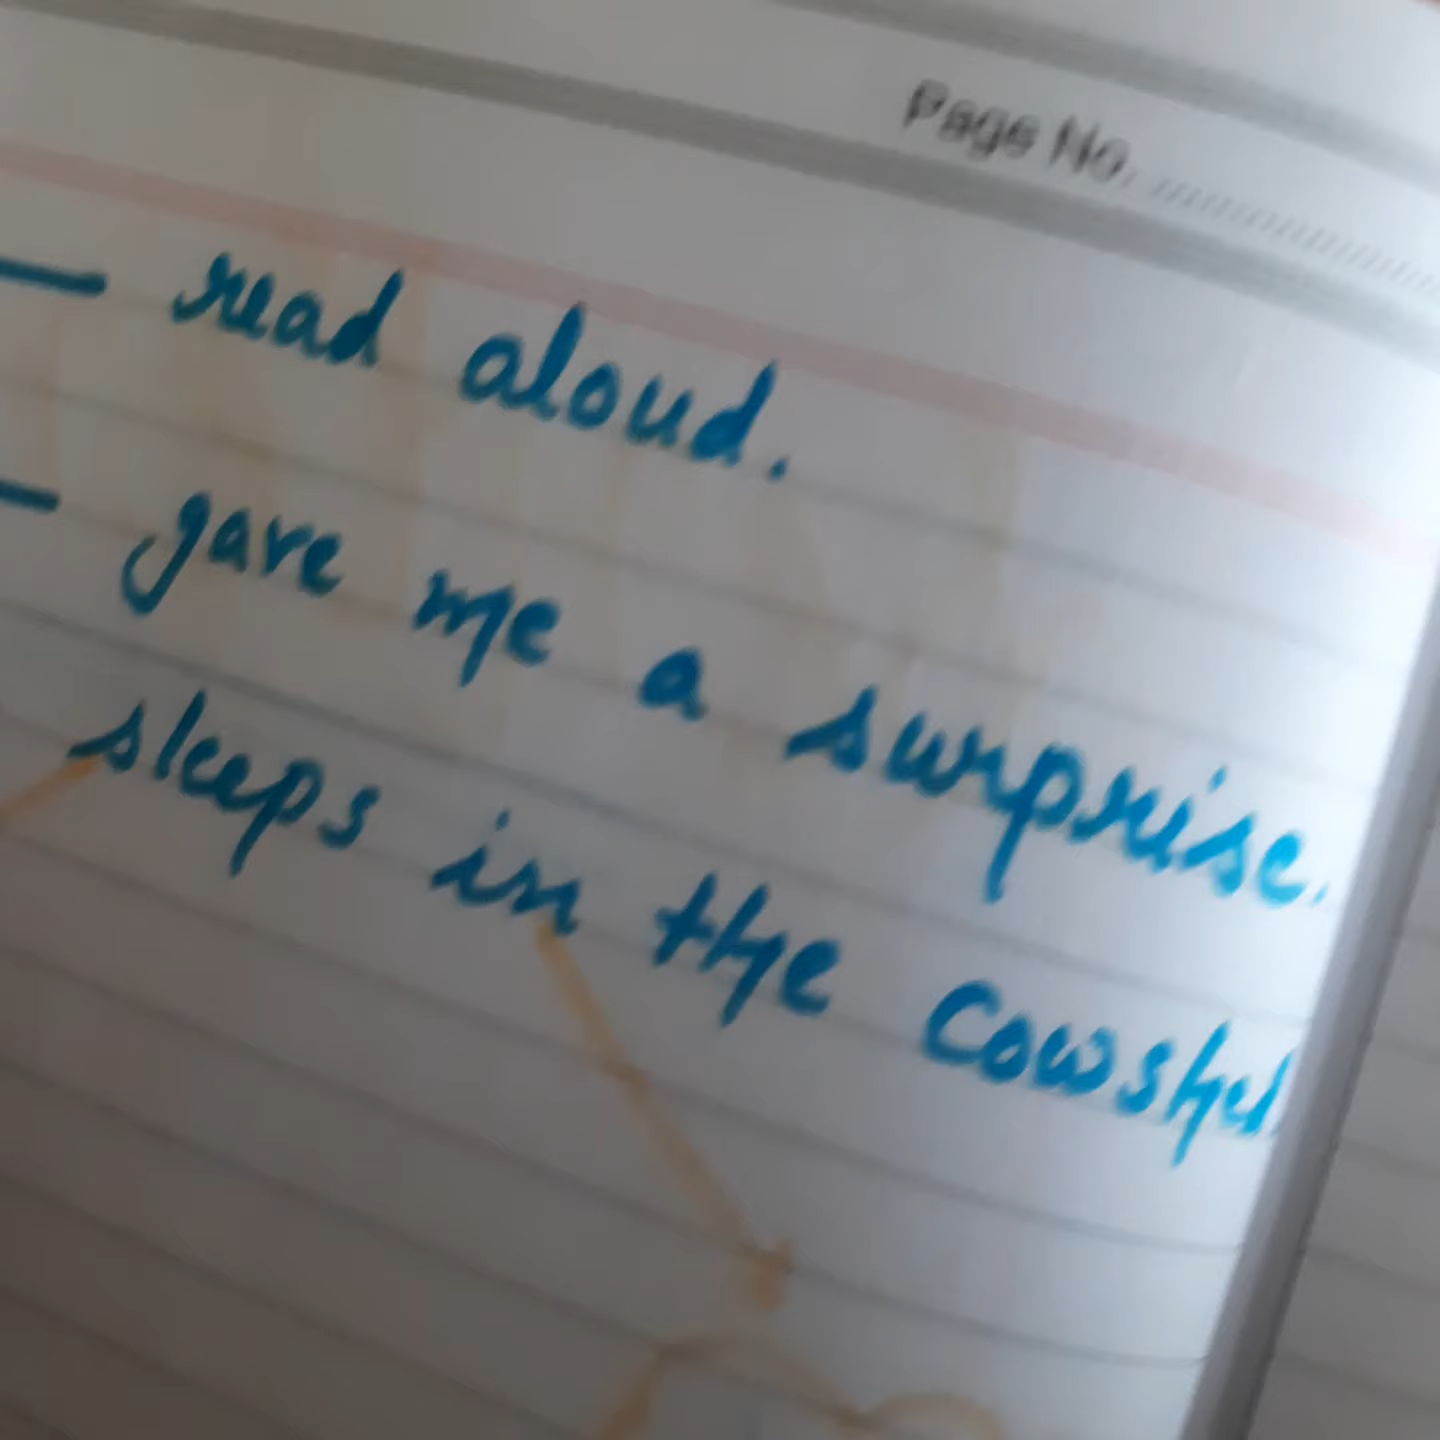 Page No.
— read aloud.
— gave me a surprise.
sleeps in the cowshed.